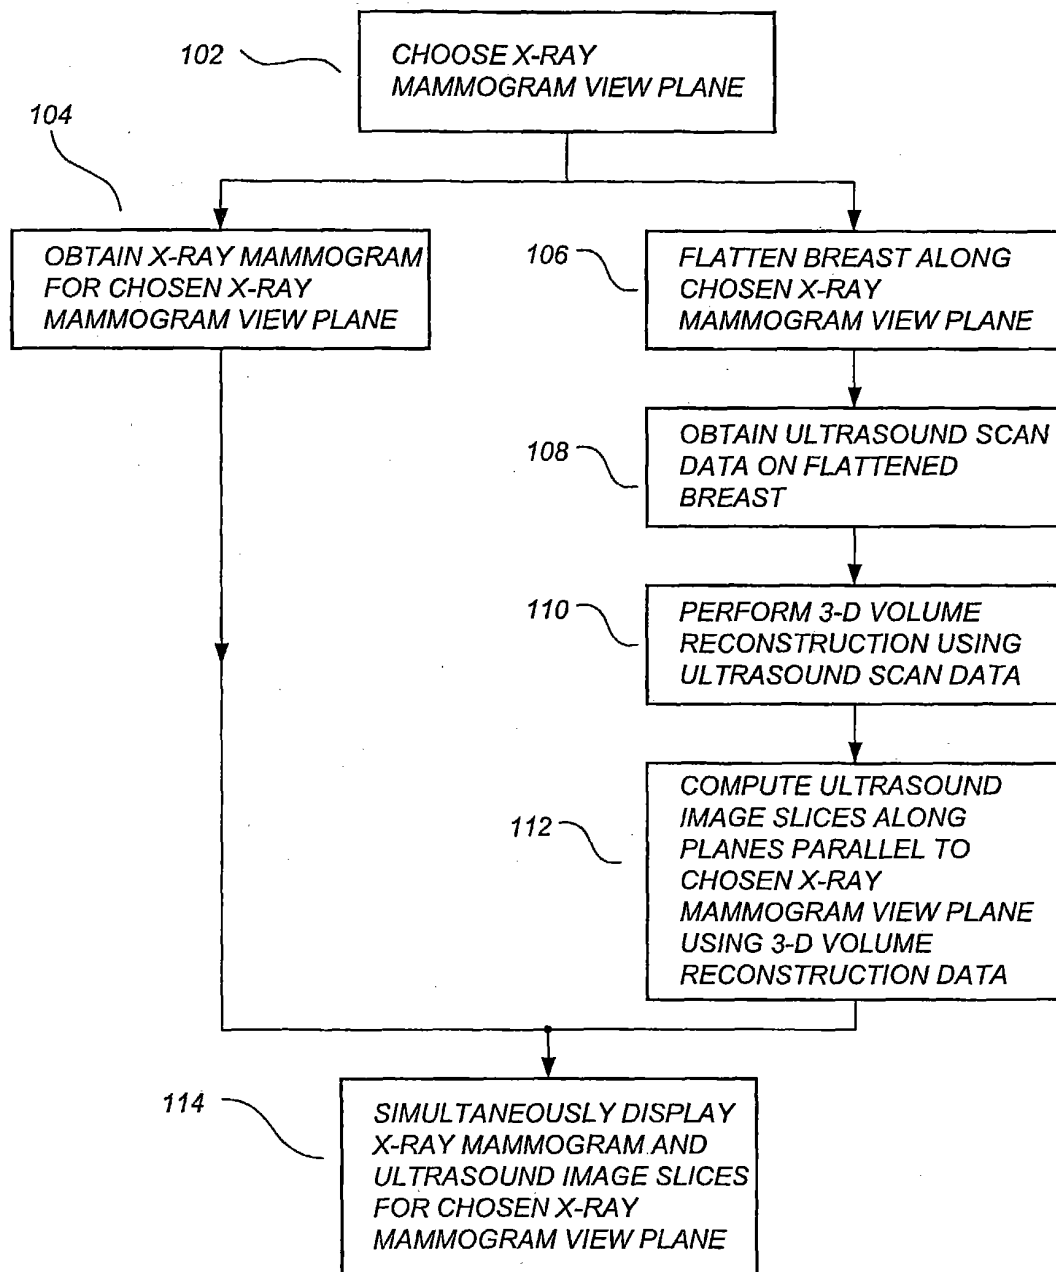 102
CHOOSE X-RAY
MAMMOGRAM VIEW PLANE
104
OBTAIN X-RAY MAMMOGRAM
FOR CHOSEN X-RAY
MAMMOGRAM VIEW PLANE
106
FLATTEN BREAST ALONG
CHOSEN X-RAY
MAMMOGRAM VIEW PLANE
108
OBTAIN ULTRASOUND SCAN
DATA ON FLATTENED
BREAST
110
PERFORM 3-D VOLUME
RECONSTRUCTION USING
ULTRASOUND SCAN DATA
112
COMPUTE ULTRASOUND
IMAGE SLICES ALONG
PLANES PARALLEL TO
CHOSEN X-RAY
MAMMOGRAM VIEW PLANE
USING 3-D VOLUME
RECONSTRUCTION DATA
114
SIMULTANEOUSLY DISPLAY
X-RAY MAMMOGRAM AND
ULTRASOUND IMAGE SLICES
FOR CHOSEN X-RAY
MAMMOGRAM VIEW PLANE